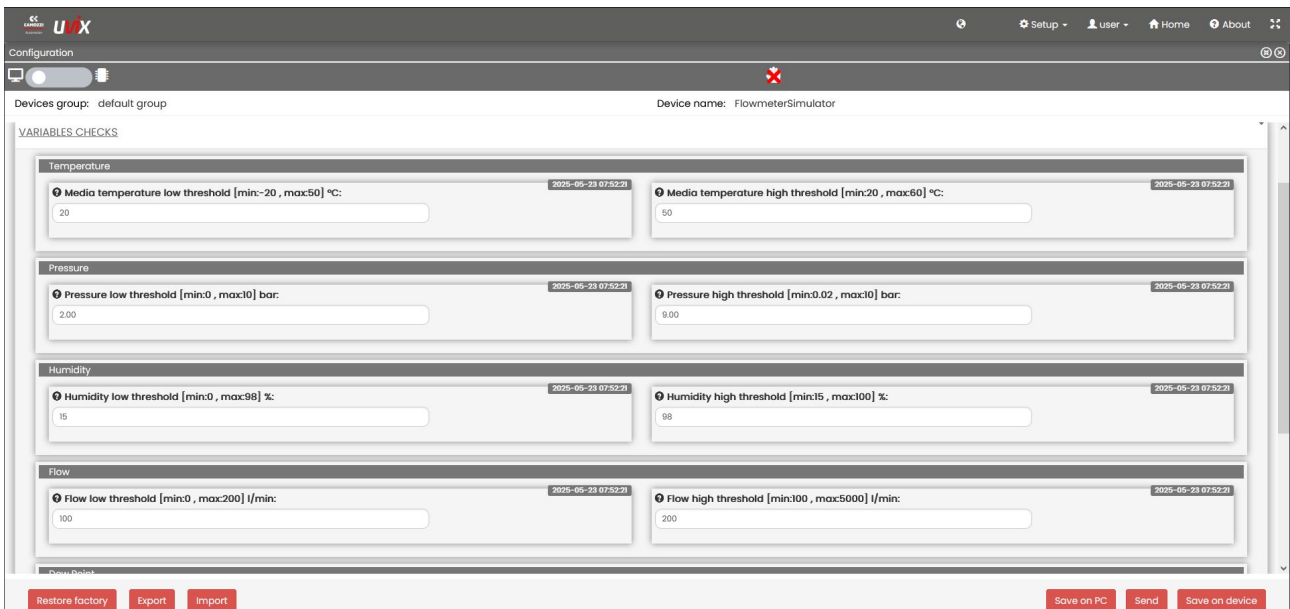 CAMOZZI UVIX Setup user Home About
Configuration
Devices group: default group Device name: FlowmeterSimulator
VARIABLES CHECKS
Temperature
2025-05-23 07:52:21 2025-05-23 07:52:21
Media temperature low threshold [min:-20 , max:50] ºC: Media temperature high threshold [min:20 , max:60] ºC:
20 50
Pressure
2025-05-23 07:52:21 2025-05-23 07:52:21
Pressure low threshold [min:0 , max:10] bar: Pressure high threshold [min:0.02 , max:10] bar:
2.00 9.00
Humidity
2025-05-23 07:52:21 2025-05-23 07:52:21
Humidity low threshold [min:0 , max:98] %: Humidity high threshold [min:15 , max:100] %:
15 98
Flow
2025-05-23 07:52:21 2025-05-23 07:52:21
Flow low threshold [min:0 , max:200] l/min: Flow high threshold [min:100 , max:5000] l/min:
100 200
Dew Point
Restore factory Export Import Save on PC Send Save on device